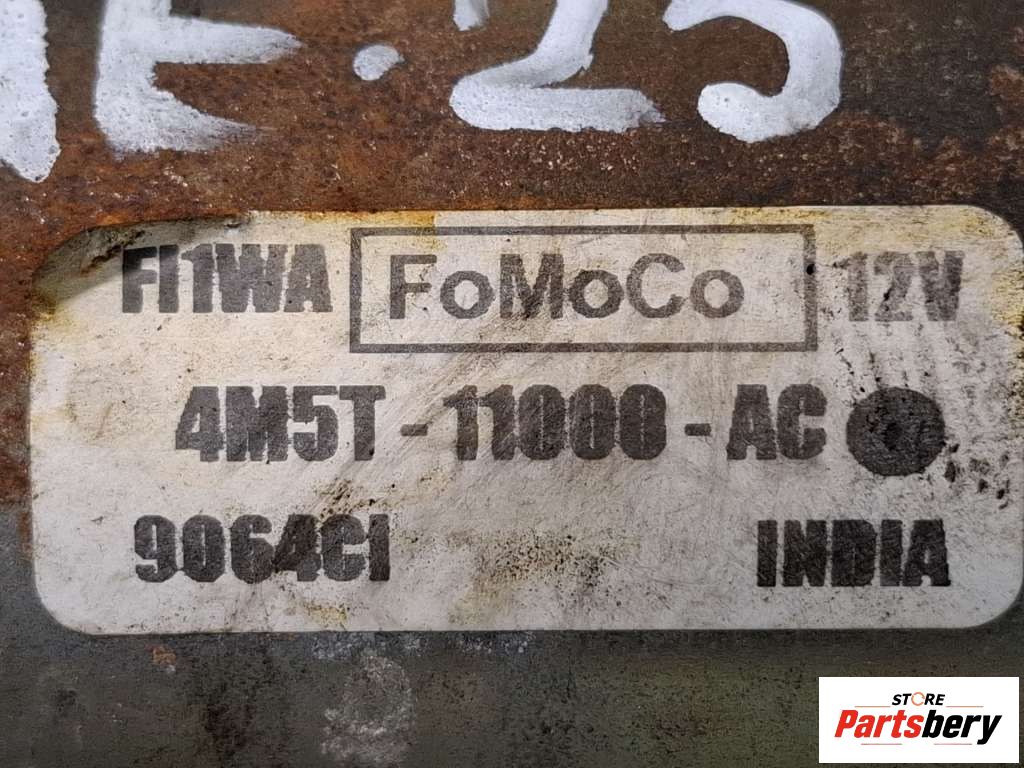 .25
FI1WA FoMoCo 12V
4M5T-11000-AC
9064CI INDIA
STORE
Partsbery